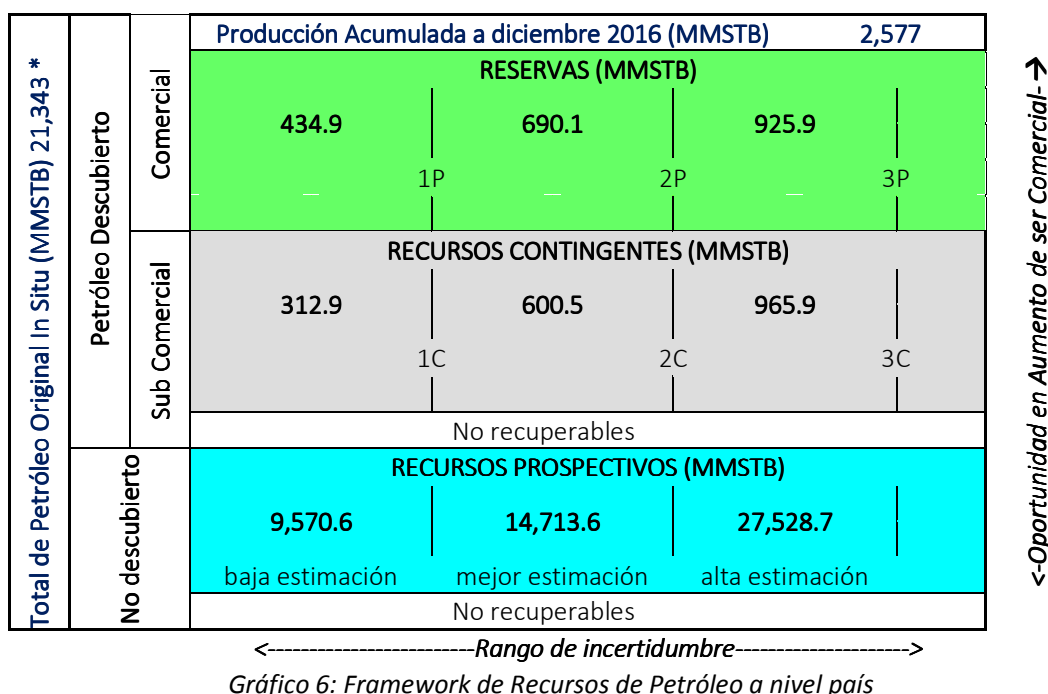 Producción Acumulada a diciembre 2016 (MMSTB) 2,577
Total de Petróleo Original In Situ (MMSTB) 21,343 *
Petróleo Descubierto
Comercial
RESERVAS (MMSTB)
434.9 690.1 925.9
1P 2P 3P
Sub Comercial
RECURSOS CONTINGENTES (MMSTB)
312.9 600.5 965.9
1C 2C 3C
No recuperables
No descubierto
RECURSOS PROSPECTIVOS (MMSTB)
9,570.6 14,713.6 27,528.7
baja estimación mejor estimación alta estimación
No recuperables
<-Oportunidad en Aumento de ser Comercial-→
<-------------------------Rango de incertidumbre--------------------->
Gráfico 6: Framework de Recursos de Petróleo a nivel país